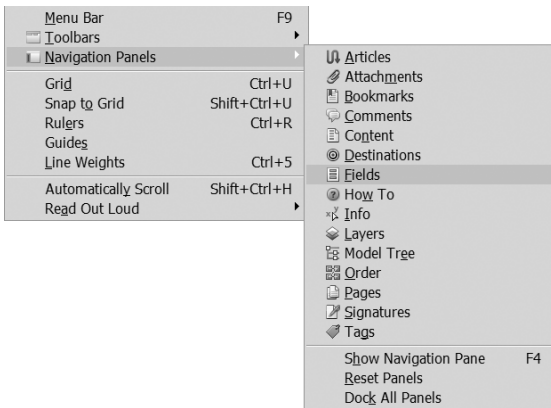 Menu Bar F9
Toolbars
Navigation Panels
Grid Ctrl+U
Snap to Grid Shift+Ctrl+U
Rulers Ctrl+R
Guides
Line Weights Ctrl+5
Automatically Scroll Shift+Ctrl+H
Read Out Loud
Articles
Attachments
Bookmarks
Comments
Content
Destinations
Fields
How To
Info
Layers
Model Tree
Order
Pages
Signatures
Tags
Show Navigation Pane F4
Reset Panels
Dock All Panels